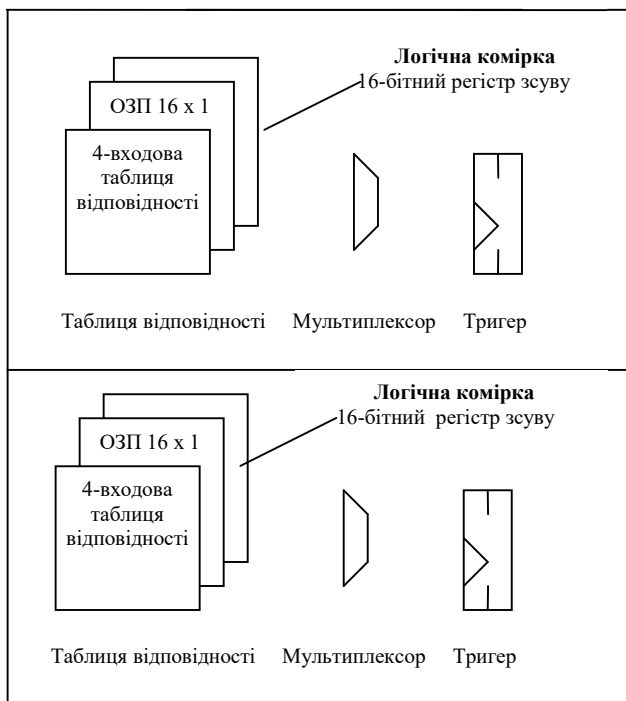 Логічна комірка
16-бітний регістр зсуву
ОЗП 16 х 1
4-входова
таблиця
відповідності
Таблиця відповідності Мультиплексор Тригер
Логічна комірка
16-бітний регістр зсуву
ОЗП 16 х 1
4-входова
таблиця
відповідності
Таблиця відповідності Мультиплексор Тригер